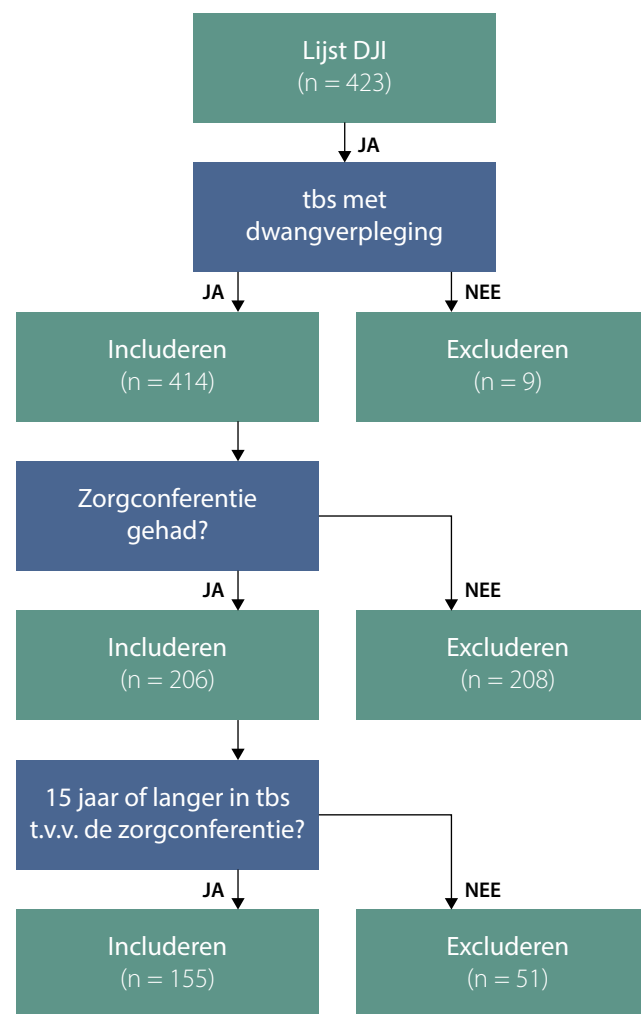 Lijst DJI
(n = 423)
JA
tbs met
dwangverpleging
JA
NEE
Includeren
(n = 414)
Excluderen
(n = 9)
Zorgconferentie
gehad?
JA
NEE
Includeren
(n = 206)
Excluderen
(n = 208)
15 jaar of langer in tbs
t.v.v. de zorgconferentie?
JA
NEE
Includeren
(n = 155)
Excluderen
(n = 51)